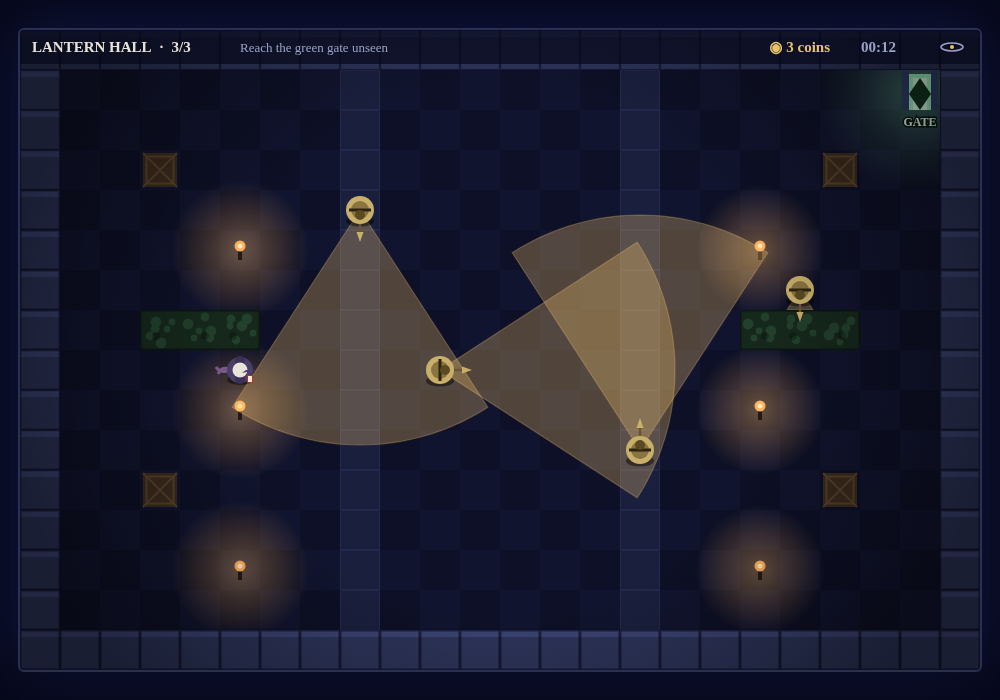 LANTERN HALL · 3/3
Reach the green gate unseen
3 coins
00:12
GATE